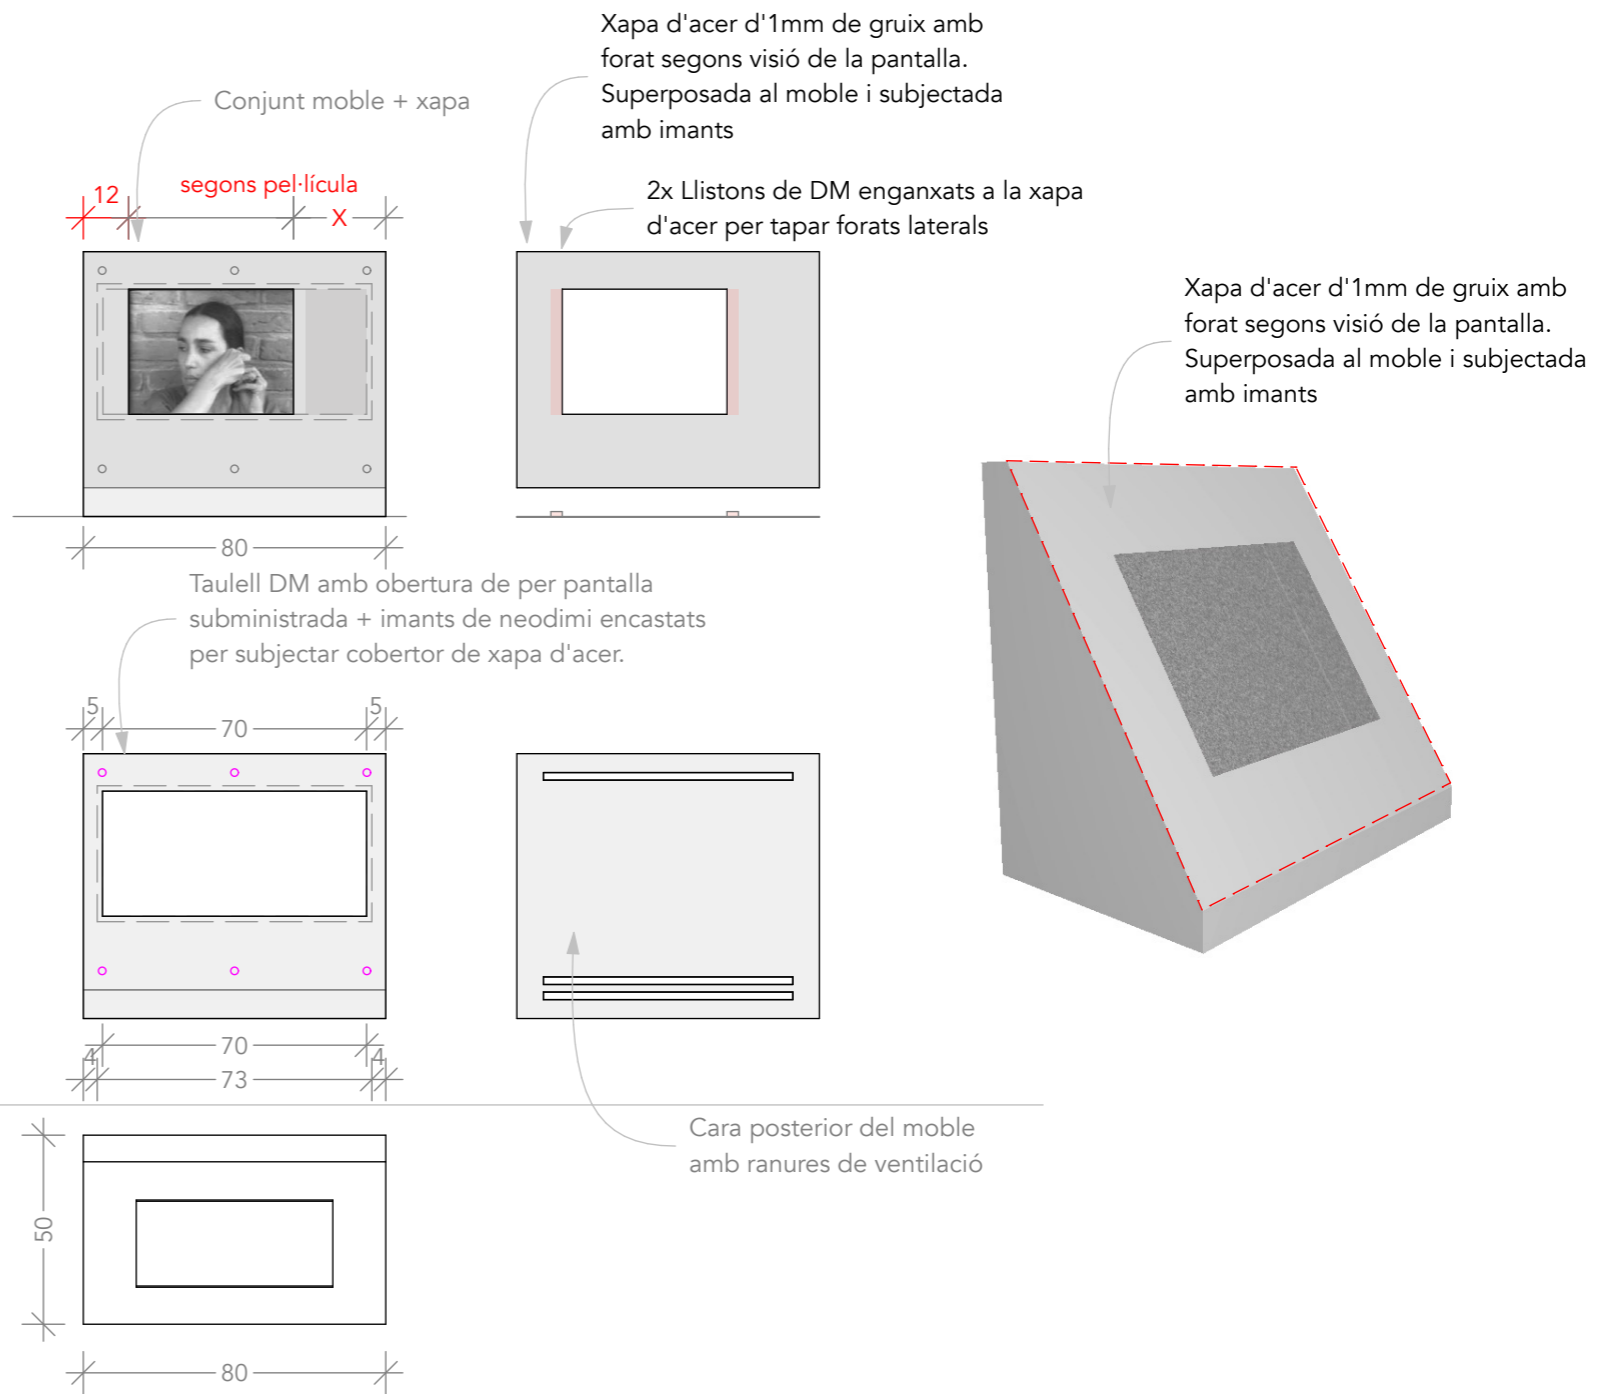 Xapa d'acer d'1mm de gruix amb
forat segons visió de la pantalla.
Superposada al moble i subjectada
amb imants
Conjunt moble + xapa
12
segons pel·lícula
X
2x Llistons de DM enganxats a la xapa
d'acer per tapar forats laterals
Xapa d'acer d'1mm de gruix amb
forat segons visió de la pantalla.
Superposada al moble i subjectada
amb imants
80
Taulell DM amb obertura de per pantalla
subministrada + imants de neodimi encastats
per subjectar cobertor de xapa d'acer.
5
70
5
70
4
73
4
Cara posterior del moble
amb ranures de ventilació
50
80